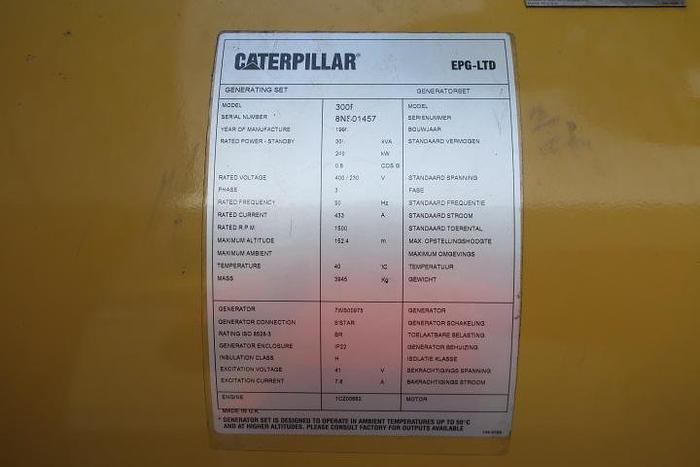 CATERPILLAR® EPG-LTD
GENERATING SET GENERATORSET
MODEL MODEL
SERIAL NUMBER SERIENUMMER
YEAR OF MANUFACTURE BOUWJAAR
RATED POWER - STANDBY kVA STANDAARD VERMOGEN
kW
0.8 COS Φ
RATED VOLTAGE 400 / 230 V STANDAARD SPANNING
PHASE 3 FASE
RATED FREQUENCY 50 Hz STANDAARD FREQUENTIE
RATED CURRENT 433 A STANDAARD STROOM
RATED R.P.M 1500 STANDAARD TOERENTAL
MAXIMUM ALTITUDE 152.4 m MAX. OPSTELLINGSHOOGTE
MAXIMUM AMBIENT MAXIMUM OMGEVINGS
TEMPERATURE 40 °C TEMPERATUUR
MASS 3945 Kg GEWICHT
GENERATOR GENERATOR
GENERATOR CONNECTION S'STAR GENERATOR SCHAKELING
RATING ISO 8528-3 BR TOELAATBARE BELASTING
GENERATOR ENCLOSURE IP22 GENERATOR BEHUIZING
INSULATION CLASS H ISOLATIE KLASSE
EXCITATION VOLTAGE 41 V BEKRACHTIGINGS SPANNING
EXCITATION CURRENT 7.8 A BAKRACHTIGINGS STROOM
ENGINE MOTOR
MADE IN U.K.
* GENERATOR SET IS DESIGNED TO OPERATE IN AMBIENT TEMPERATURES UP TO 50°C
AND AT HIGHER ALTITUDES. PLEASE CONSULT FACTORY FOR OUTPUTS AVAILABLE